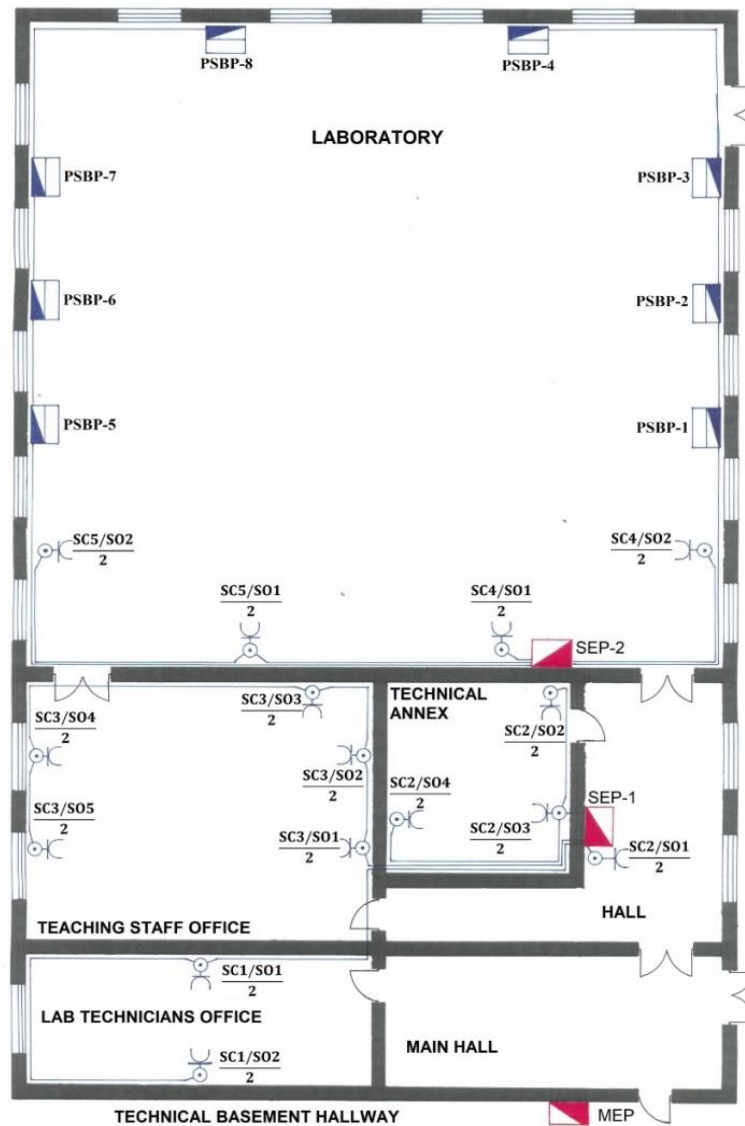 PSBP-8
PSBP-4
LABORATORY
PSBP-7
PSBP-3
PSBP-6
PSBP-2
PSBP-5
PSBP-1
SC5/SO2
2
SC4/SO2
2
SC5/SO1
2
SC4/SO1
2
SEP-2
SC3/SO3
2
TECHNICAL
ANNEX
SC3/SO4
2
SC2/SO2
2
SC3/SO2
2
SC2/SO4
2
SEP-1
SC3/SO5
2
SC3/SO1
2
SC2/SO3
2
SC2/SO1
2
TEACHING STAFF OFFICE
HALL
SC1/SO1
2
LAB TECHNICIANS OFFICE
MAIN HALL
SC1/SO2
2
TECHNICAL BASEMENT HALLWAY
MEP